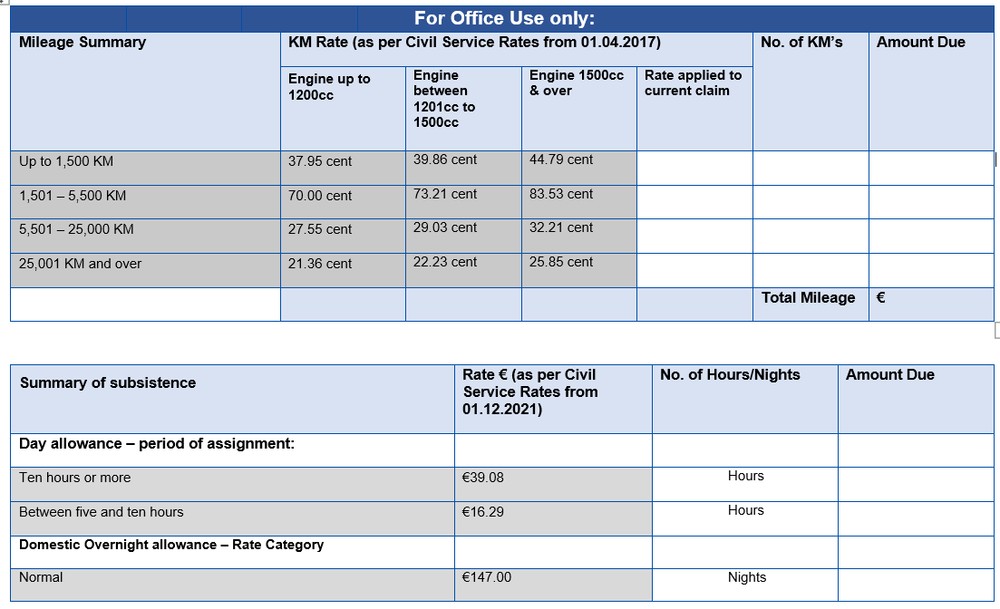 For Office Use only:
Mileage Summary
KM Rate (as per Civil Service Rates from 01.04.2017)
No. of KM's
Amount Due
Engine up to
1200cc
Engine
between
1201cc to
1500cc
Engine 1500cc
& over
Rate applied to
current claim
Up to 1,500 KM
37.95 cent
39.86 cent
44.79 cent
1,501 – 5,500 KM
70.00 cent
73.21 cent
83.53 cent
5,501 – 25,000 KM
27.55 cent
29.03 cent
32.21 cent
25,001 KM and over
21.36 cent
22.23 cent
25.85 cent
Total Mileage
€
Summary of subsistence
Rate € (as per Civil
Service Rates from
01.12.2021)
No. of Hours/Nights
Amount Due
Day allowance – period of assignment:
Ten hours or more
€39.08
Hours
Between five and ten hours
€16.29
Hours
Domestic Overnight allowance – Rate Category
Normal
€147.00
Nights